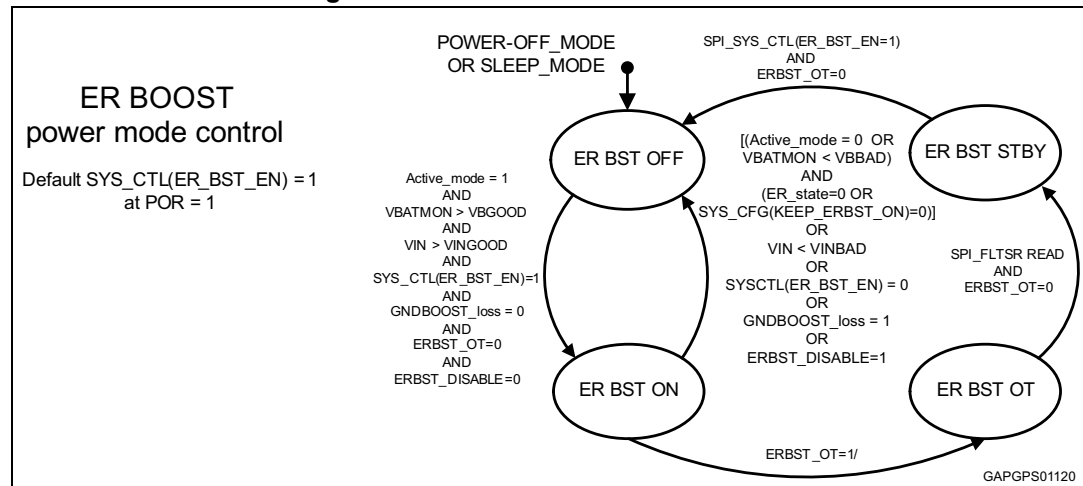 ER BOOST
power mode control
Default SYS_CTL(ER_BST_EN) = 1
at POR = 1
POWER-OFF_MODE
OR SLEEP_MODE
SPI_SYS_CTL(ER_BST_EN=1)
AND
ERBST_OT=0
ER BST OFF
ER BST STBY
Active_mode = 1
AND
VBATMON > VBGOOD
AND
VIN > VINGOOD
AND
SYS_CTL(ER_BST_EN)=1
AND
GNDBOOST_loss = 0
AND
ERBST_OT=0
AND
ERBST_DISABLE=0
[(Active_mode = 0 OR
VBATMON < VBBAD)
AND
(ER_state=0 OR
SYS_CFG(KEEP_ERBST_ON)=0)]
OR
VIN < VINBAD
OR
SYSCTL(ER_BST_EN) = 0
OR
GNDBOOST_loss = 1
OR
ERBST_DISABLE=1
SPI_FLTSR READ
AND
ERBST_OT=0
ER BST ON
ER BST OT
ERBST_OT=1/
GAPGPS01120